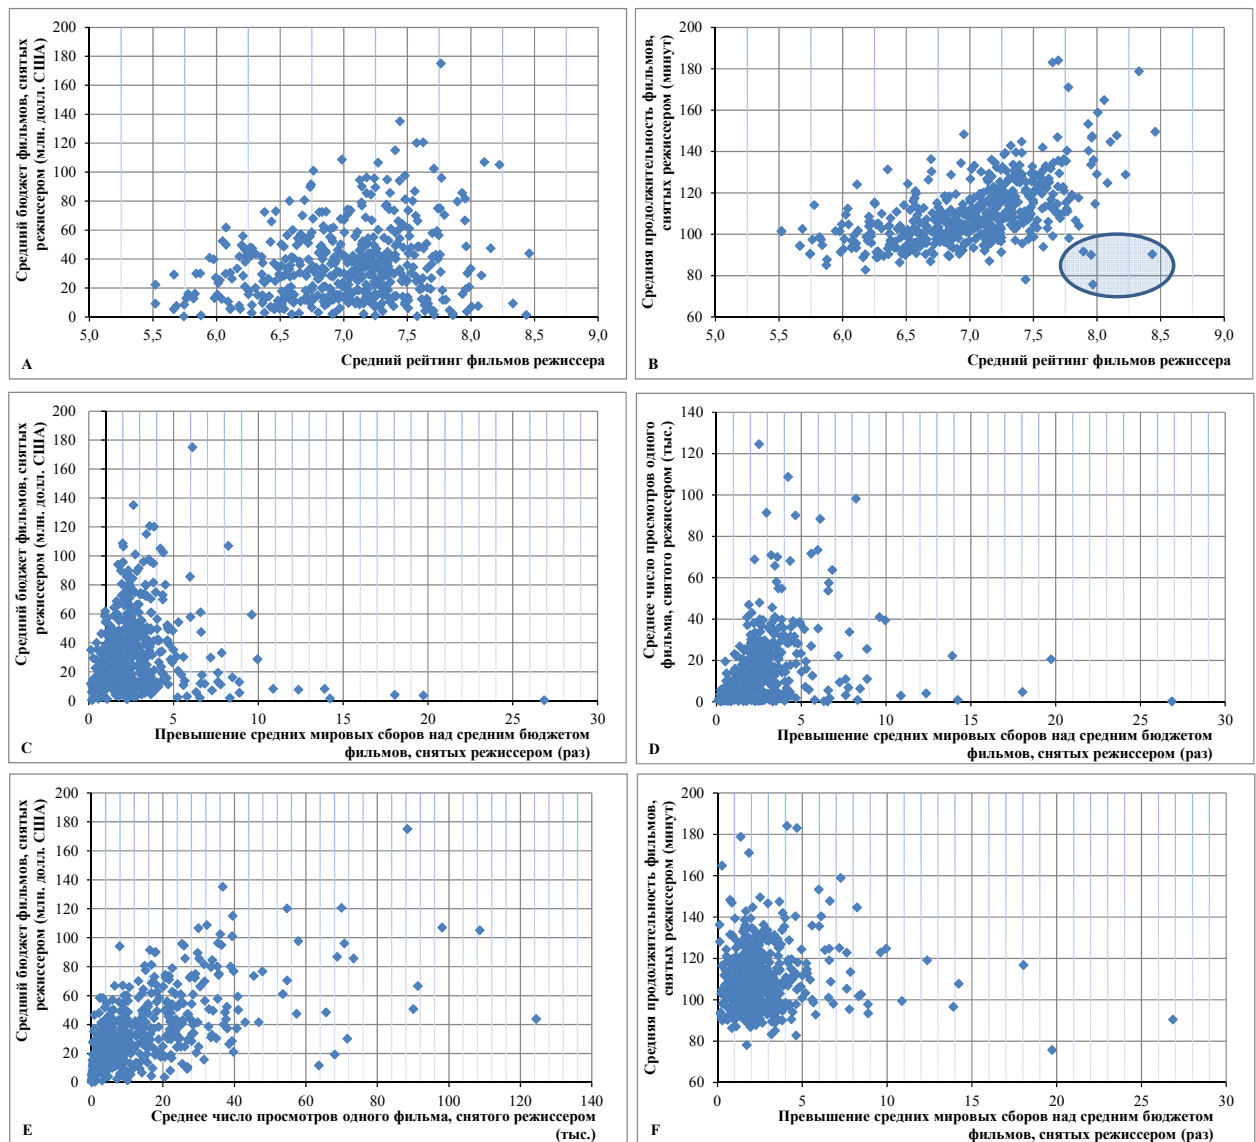 Средний бюджет фильмов, снятых
режиссером (млн. долл. США)
200
180
160
140
120
100
80
60
40
20
0
5,0 5,5 6,0 6,5 7,0 7,5 8,0 8,5 9,0
Средний рейтинг фильмов режиссера
A
Средняя продолжительность фильмов,
снятых режиссером (минут)
200
180
160
140
120
100
80
60
5,0 5,5 6,0 6,5 7,0 7,5 8,0 8,5 9,0
Средний рейтинг фильмов режиссера
B
Средний бюджет фильмов, снятых
режиссером (млн. долл. США)
200
180
160
140
120
100
80
60
40
20
0
0 5 10 15 20 25 30
Превышение средних мировых сборов над средним бюджетом
фильмов, снятых режиссером (раз)
C
Среднее число просмотров одного
фильма, снятого режиссером (тыс.)
140
120
100
80
60
40
20
0
0 5 10 15 20 25 30
Превышение средних мировых сборов над средним бюджетом
фильмов, снятых режиссером (раз)
D
Средний бюджет фильмов, снятых
режиссером (млн. долл. США)
200
180
160
140
120
100
80
60
40
20
0
0 20 40 60 80 100 120 140
Среднее число просмотров одного фильма, снятого режиссером
(тыс.)
E
Средняя продолжительность фильмов,
снятых режиссером (минут)
200
180
160
140
120
100
80
60
0 5 10 15 20 25 30
Превышение средних мировых сборов над средним бюджетом
фильмов, снятых режиссером (раз)
F